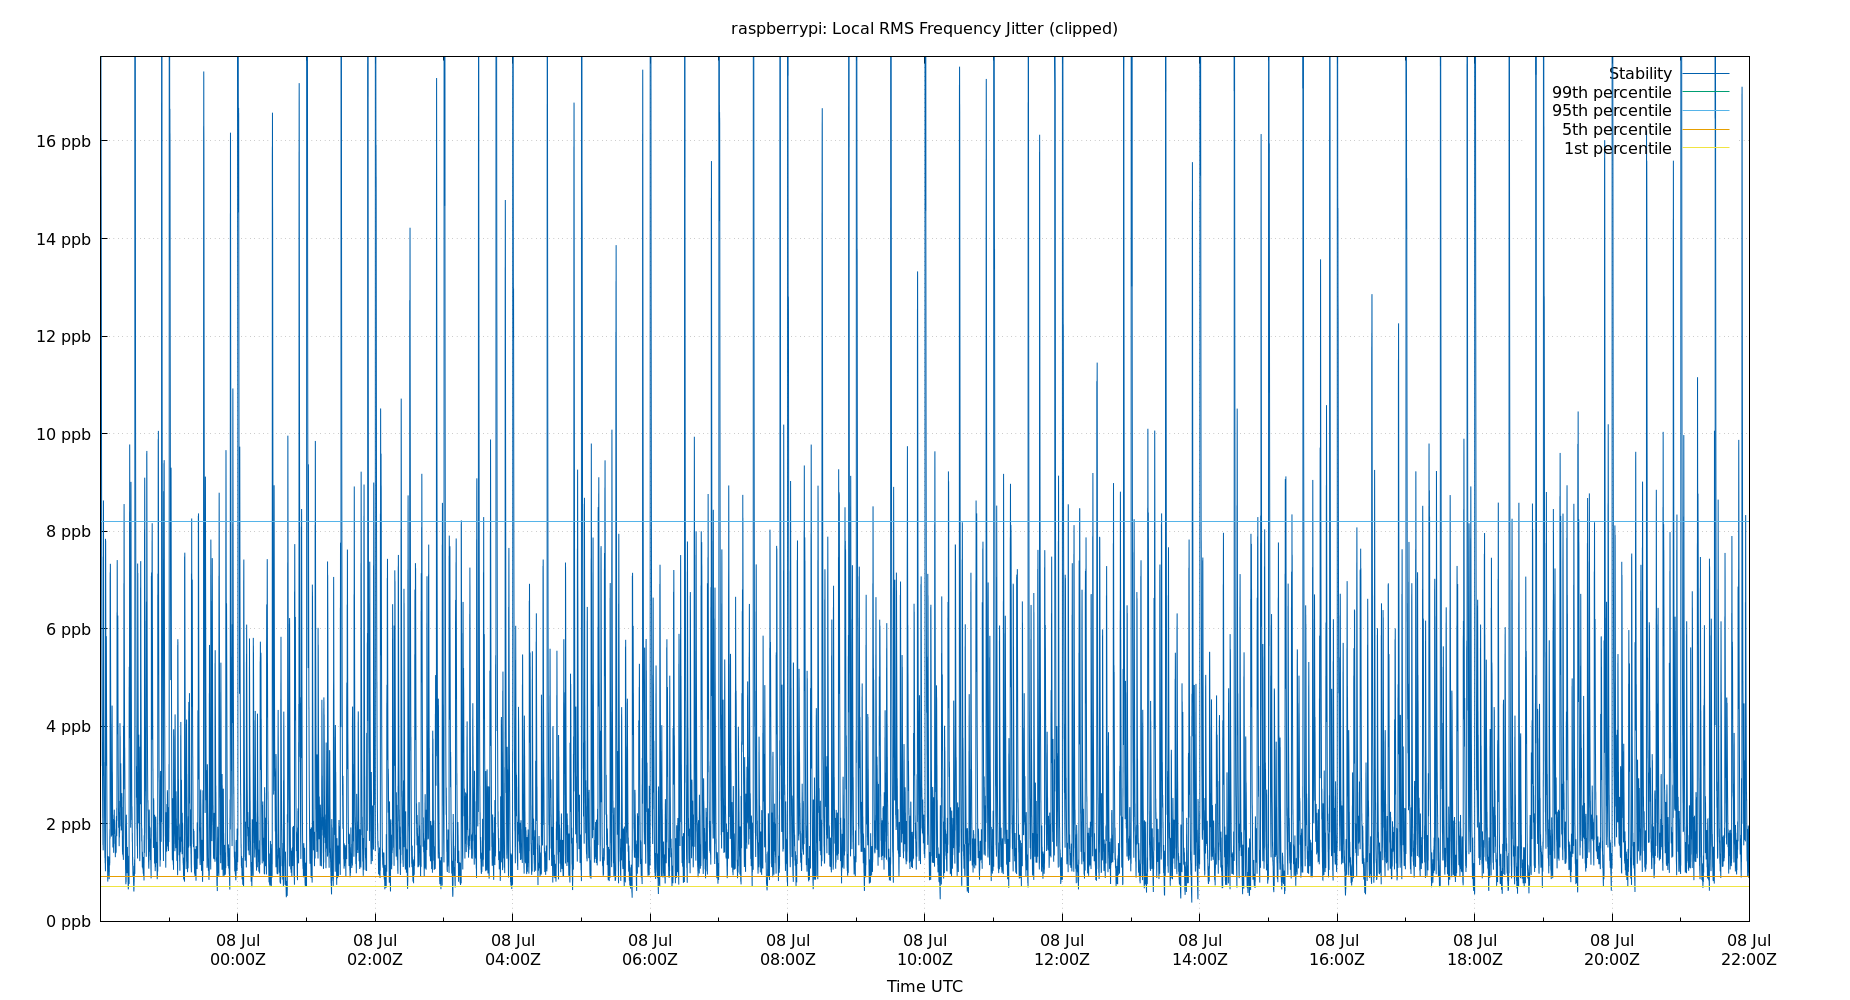 raspberrypi: Local RMS Frequency Jitter (clipped)
Stability
99th percentile
95th percentile
5th percentile
1st percentile
16 ppb
14 ppb
12 ppb
10 ppb
8 ppb
6 ppb
4 ppb
2 ppb
0 ppb
08 Jul 08 Jul 08 Jul 08 Jul 08 Jul 08 Jul 08 Jul 08 Jul 08 Jul 08 Jul 08 Jul 08 Jul
00:00Z 02:00Z 04:00Z 06:00Z 08:00Z 10:00Z 12:00Z 14:00Z 16:00Z 18:00Z 20:00Z 22:00Z
Time UTC